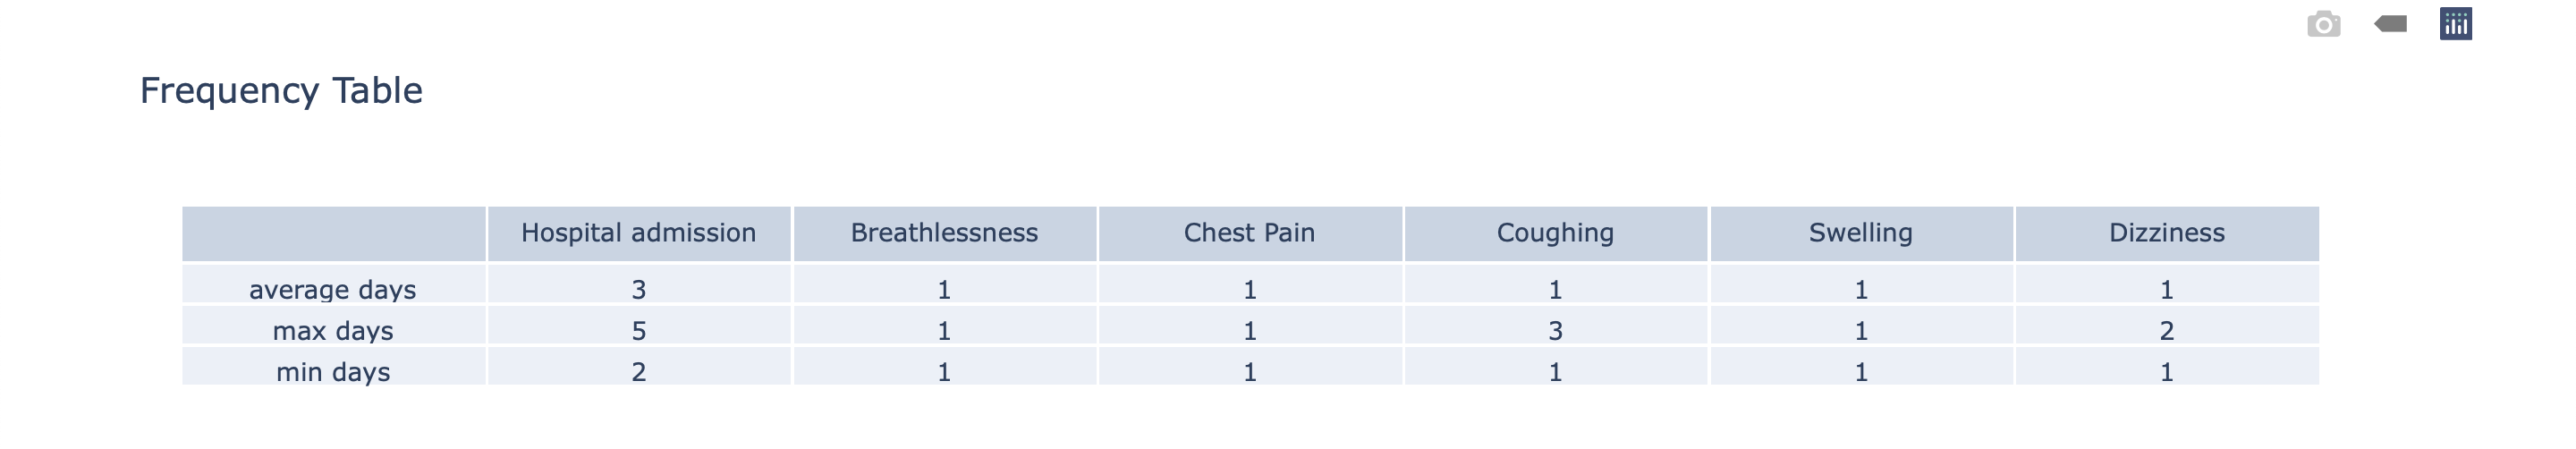 Frequency Table
Hospital admission Breathlessness Chest Pain Coughing Swelling Dizziness
average days 3 1 1 1 1 1
max days 5 1 1 3 1 2
min days 2 1 1 1 1 1